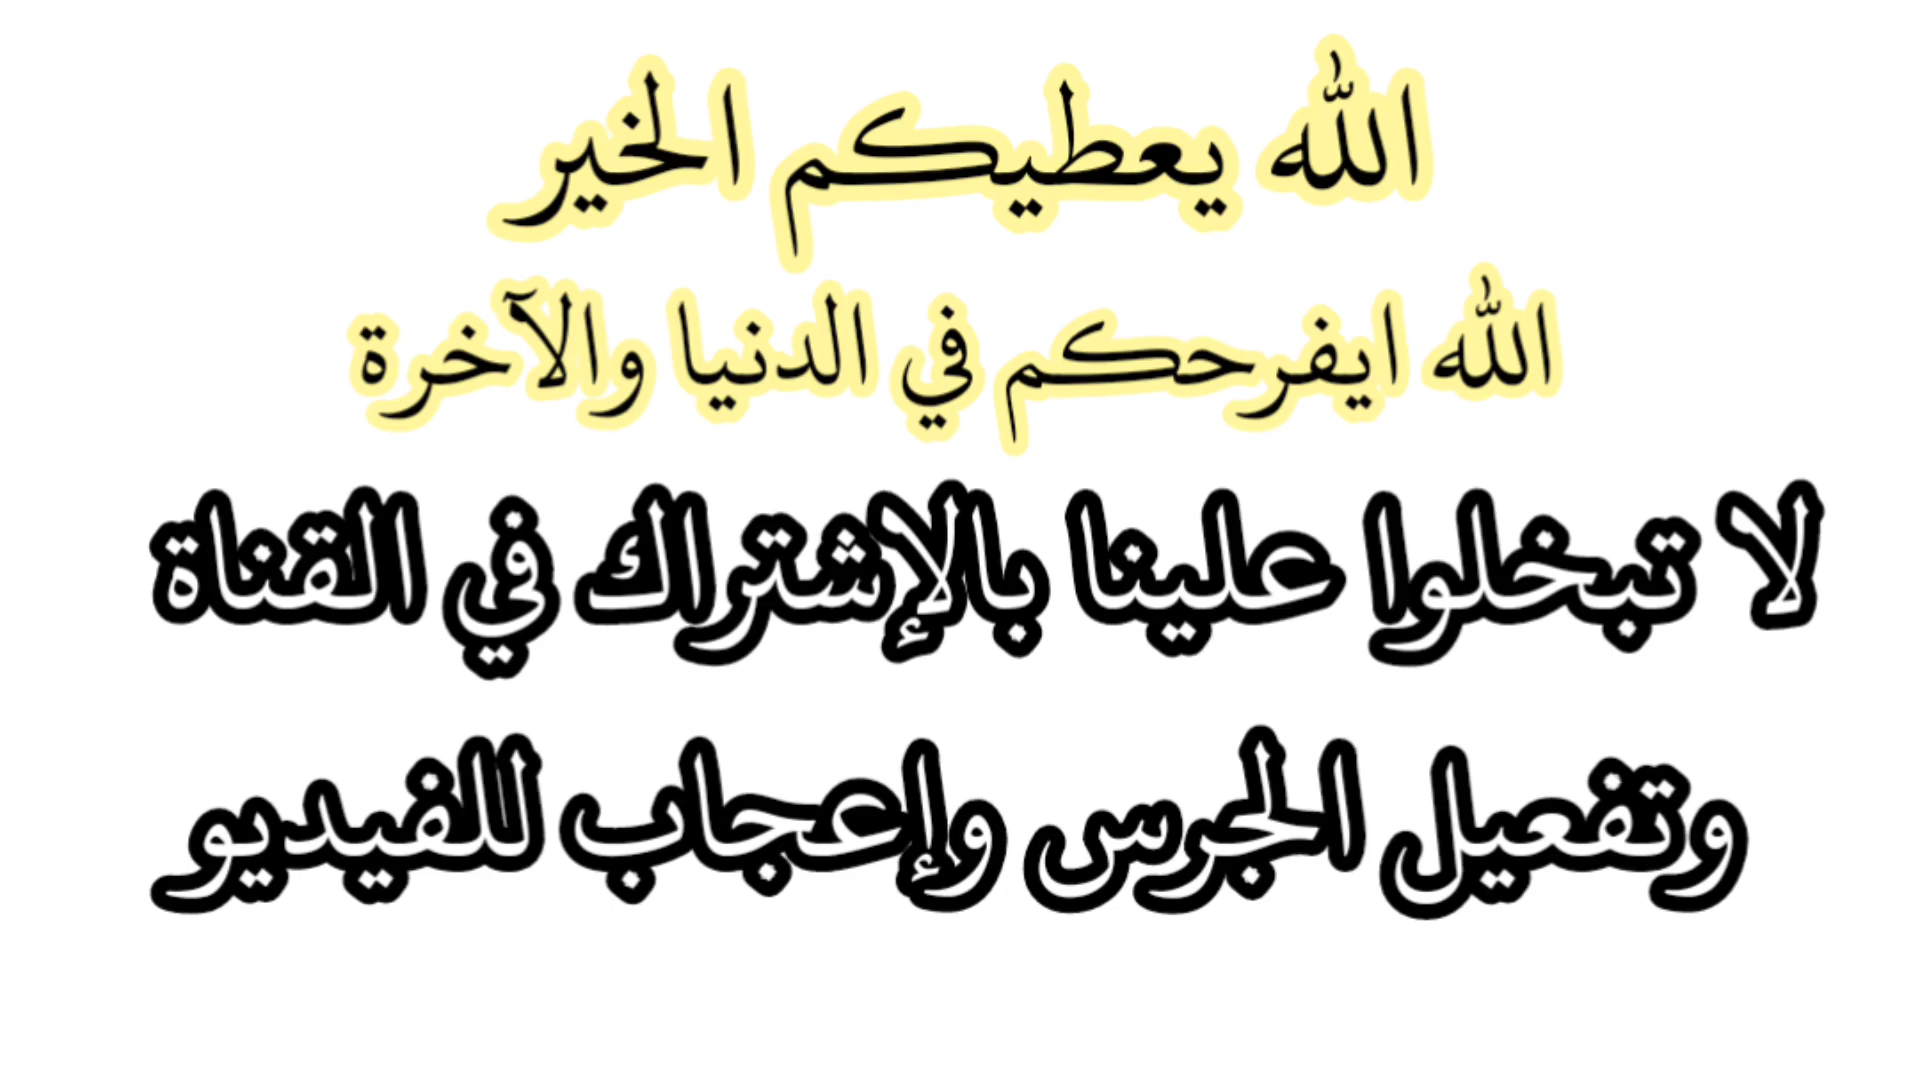 الله يعطيكم الخير
الله ايفرحكم في الدنيا والآخرة
لا تبخلوا علينا بالإشتراك في القناة
وتفعيل الجرس وإعجاب للفيديو